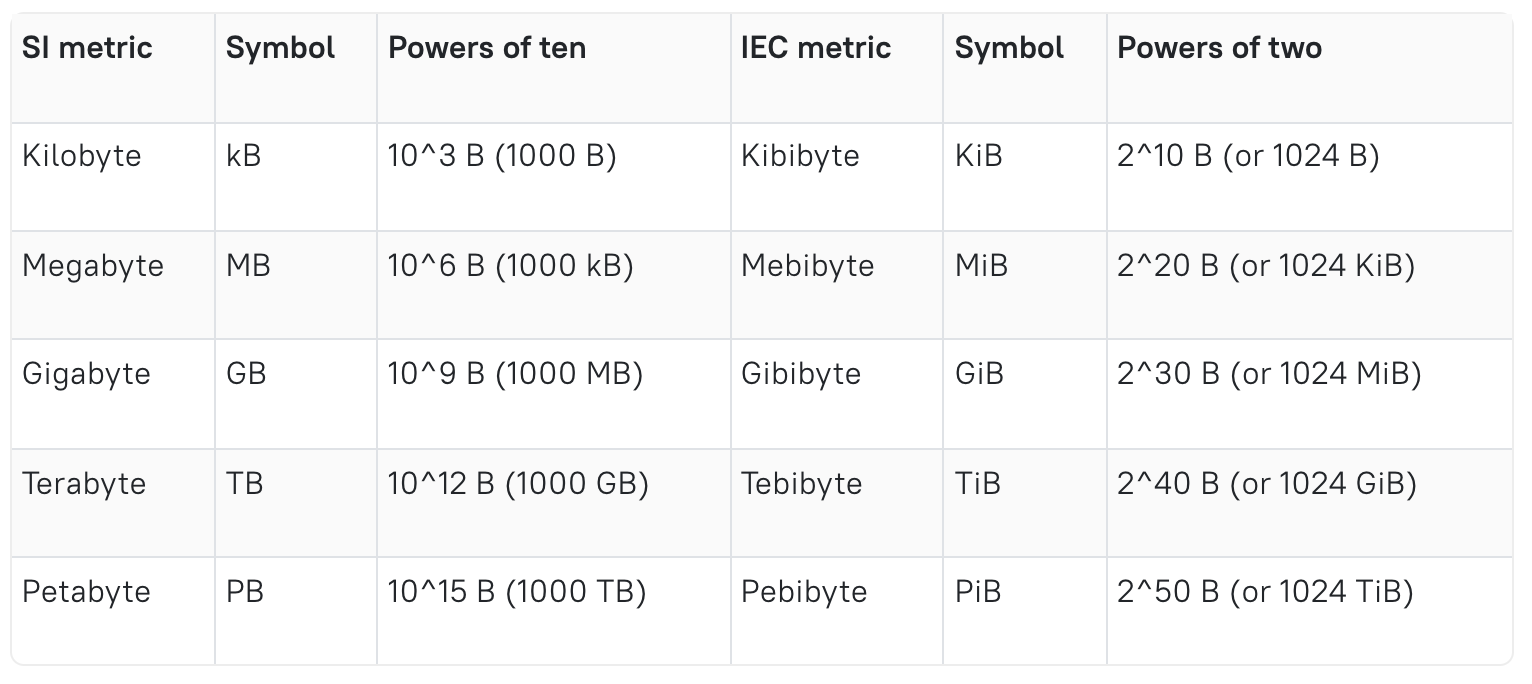 SI metric Symbol Powers of ten IEC metric Symbol Powers of two
Kilobyte kB 10^3 B (1000 B) Kibibyte KiB 2^10 B (or 1024 B)
Megabyte MB 10^6 B (1000 kB) Mebibyte MiB 2^20 B (or 1024 KiB)
Gigabyte GB 10^9 B (1000 MB) Gibibyte GiB 2^30 B (or 1024 MiB)
Terabyte TB 10^12 B (1000 GB) Tebibyte TiB 2^40 B (or 1024 GiB)
Petabyte PB 10^15 B (1000 TB) Pebibyte PiB 2^50 B (or 1024 TiB)